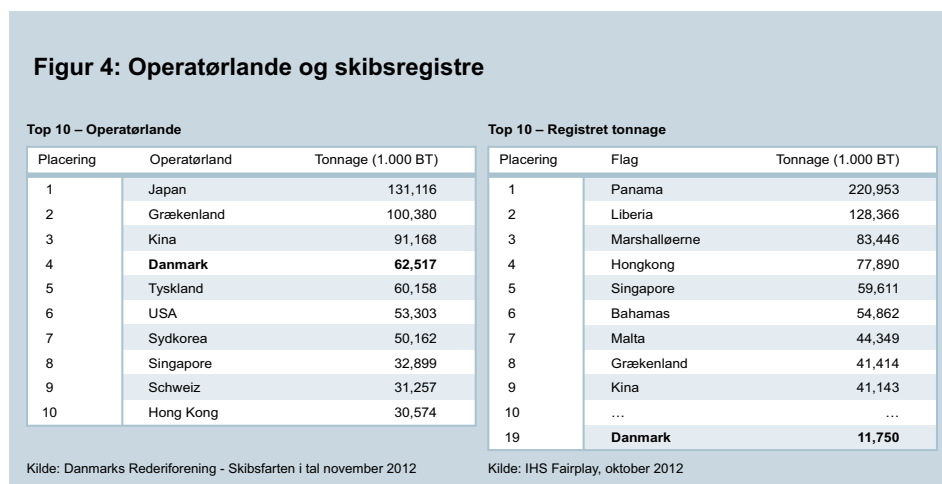 Figur 4: Operatørlande og skibsregistre
Top 10 – Operatørlande
Placering Operatørland Tonnage (1.000 BT)
1 Japan 131,116
2 Grækenland 100,380
3 Kina 91,168
4 Danmark 62,517
5 Tyskland 60,158
6 USA 53,303
7 Sydkorea 50,162
8 Singapore 32,899
9 Schweiz 31,257
10 Hong Kong 30,574
Kilde: Danmarks Rederiforening - Skibsfarten i tal november 2012
Top 10 – Registret tonnage
Placering Flag Tonnage (1.000 BT)
1 Panama 220,953
2 Liberia 128,366
3 Marshalløerne 83,446
4 Hongkong 77,890
5 Singapore 59,611
6 Bahamas 54,862
7 Malta 44,349
8 Grækenland 41,414
9 Kina 41,143
10 … …
19 Danmark 11,750
Kilde: IHS Fairplay, oktober 2012